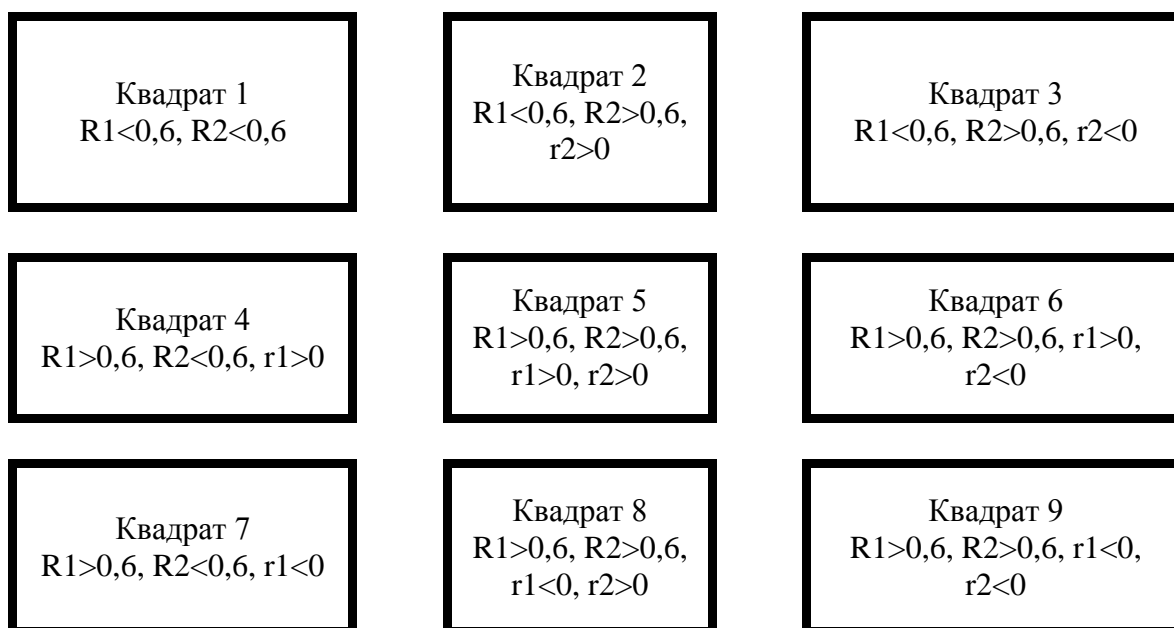 Квадрат 1
R1<0,6, R2<0,6
Квадрат 2
R1<0,6, R2>0,6,
r2>0
Квадрат 3
R1<0,6, R2>0,6, r2<0
Квадрат 4
R1>0,6, R2<0,6, r1>0
Квадрат 5
R1>0,6, R2>0,6,
r1>0, r2>0
Квадрат 6
R1>0,6, R2>0,6, r1>0,
r2<0
Квадрат 7
R1>0,6, R2<0,6, r1<0
Квадрат 8
R1>0,6, R2>0,6,
r1<0, r2>0
Квадрат 9
R1>0,6, R2>0,6, r1<0,
r2<0